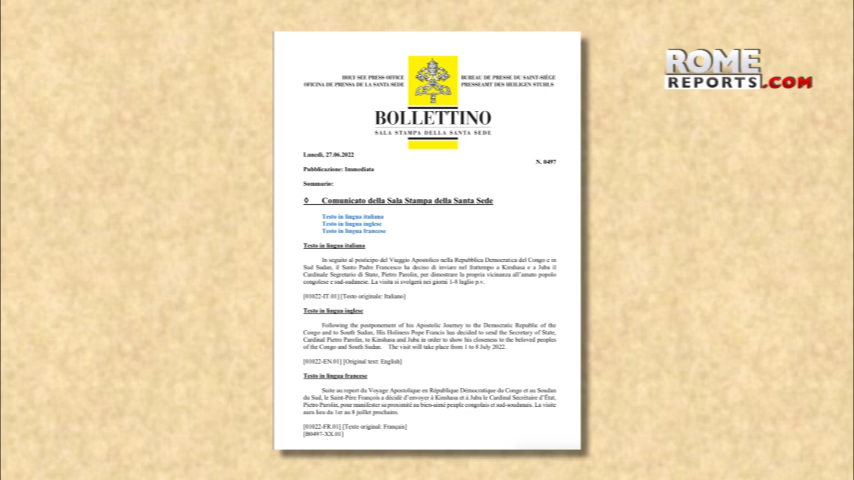 ROME
REPORTS.COM
HOLY SEE PRESS OFFICE
OFICINA DE PRENSA DE LA SANTA SEDE
BUREAU DE PRESSE DU SAINT-SIÈGE
PRESSEAMT DES HEILIGEN STUHLS
BOLLETTINO
SALA STAMPA DELLA SANTA SEDE
Lunedì, 27.06.2022
N. 0497
Pubblicazione: Immediata
Sommario:
◊ Comunicato della Sala Stampa della Santa Sede
Testo in lingua italiana
Testo in lingua inglese
Testo in lingua francese
Testo in lingua italiana
In seguito al posticipo del Viaggio Apostolico nella Repubblica Democratica del Congo e in
Sud Sudan, il Santo Padre Francesco ha deciso di inviare nel frattempo a Kinshasa e a Juba il
Cardinale Segretario di Stato, Pietro Parolin, per dimostrare la propria vicinanza all'amato popolo
congolese e sud-sudanese. La visita si svolgerà nei giorni 1-8 luglio p.v.
[01022-IT.01] [Testo originale: Italiano]
Testo in lingua inglese
Following the postponement of his Apostolic Journey to the Democratic Republic of the
Congo and to South Sudan, His Holiness Pope Francis has decided to send the Secretary of State,
Cardinal Pietro Parolin, to Kinshasa and Juba in order to show his closeness to the beloved peoples
of the Congo and South Sudan. The visit will take place from 1 to 8 July 2022.
[01022-EN.01] [Original text: English]
Testo in lingua francese
Suite au report du Voyage Apostolique en République Démocratique du Congo et au Soudan
du Sud, le Saint-Père François a décidé d'envoyer à Kinshasa et à Juba le Cardinal Secrétaire d'État,
Pietro Parolin, pour manifester sa proximité au bien-aimé peuple congolais et sud-soudanais. La visite
aura lieu du 1er au 8 juillet prochains.
[01022-FR.01] [Texte original: Français]
[B0497-XX.01]